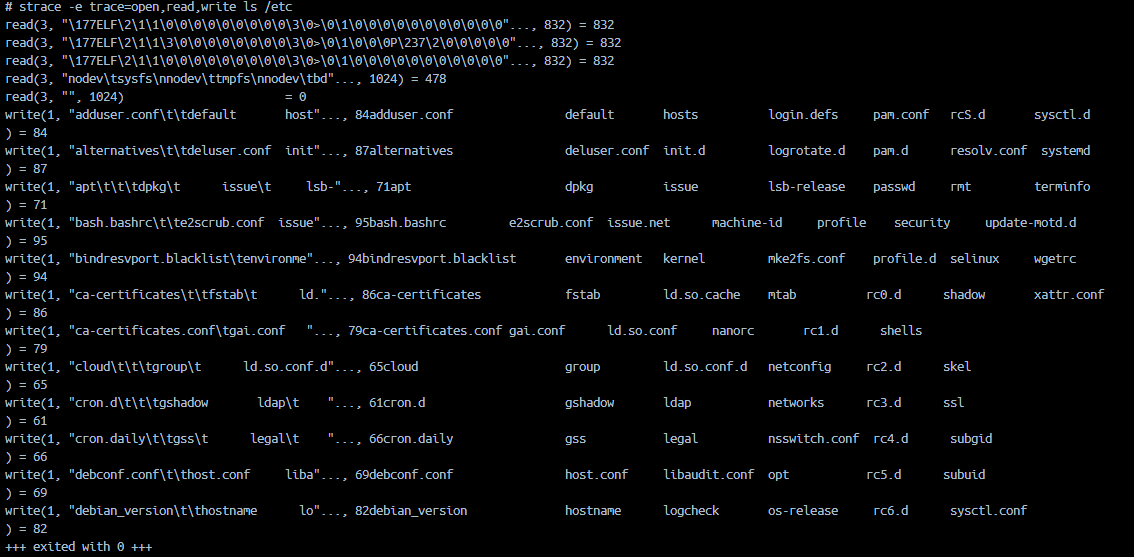 # strace -e trace=open,read,write ls /etc
read(3, "\177ELF\2\1\1\0\0\0\0\0\0\0\0\0\3\0>\0\1\0\0\0\0\0\0\0\0\0\0\0"..., 832) = 832
read(3, "\177ELF\2\1\1\3\0\0\0\0\0\0\0\0\3\0>\0\1\0\0\0P\237\2\0\0\0\0\0"..., 832) = 832
read(3, "\177ELF\2\1\1\0\0\0\0\0\0\0\0\0\3\0>\0\1\0\0\0\0\0\0\0\0\0\0\0"..., 832) = 832
read(3, "nodev\tsysfs\nnodev\ttmpfs\nnodev\tbd"..., 1024) = 478
read(3, "", 1024)                       = 0
write(1, "adduser.conf\t\tdefault       host"..., 84adduser.conf                default       hosts          login.defs     pam.conf   rcS.d       sysctl.d
) = 84
write(1, "alternatives\t\tdeluser.conf  init"..., 87alternatives                deluser.conf  init.d         logrotate.d    pam.d      resolv.conf  systemd
) = 87
write(1, "apt\t\t\tdpkg\t      issue\t     lsb-"..., 71apt                      dpkg          issue          lsb-release    passwd     rmt         terminfo
) = 71
write(1, "bash.bashrc\t\te2scrub.conf  issue"..., 95bash.bashrc         e2scrub.conf  issue.net      machine-id     profile    security     update-motd.d
) = 95
write(1, "bindresvport.blacklist\tenvironme"..., 94bindresvport.blacklist       environment   kernel         mke2fs.conf    profile.d  selinux     wgetrc
) = 94
write(1, "ca-certificates\t\tfstab\t      ld."..., 86ca-certificates            fstab         ld.so.cache    mtab          rc0.d      shadow       xattr.conf
) = 86
write(1, "ca-certificates.conf\tgai.conf   "..., 79ca-certificates.conf gai.conf      ld.so.conf     nanorc       rc1.d      shells
) = 79
write(1, "cloud\t\t\tgroup\t      ld.so.conf.d"..., 65cloud                     group         ld.so.conf.d   netconfig     rc2.d      skel
) = 65
write(1, "cron.d\t\t\tgshadow       ldap\t    "..., 61cron.d                    gshadow       ldap           networks      rc3.d      ssl
) = 61
write(1, "cron.daily\t\tgss\t      legal\t    "..., 66cron.daily                gss           legal          nsswitch.conf  rc4.d      subgid
) = 66
write(1, "debconf.conf\t\thost.conf     liba"..., 69debconf.conf                host.conf     libaudit.conf  opt           rc5.d      subuid
) = 69
write(1, "debian_version\t\thostname      lo"..., 82debian_version              hostname      logcheck       os-release    rc6.d      sysctl.conf
) = 82
+++ exited with 0 +++